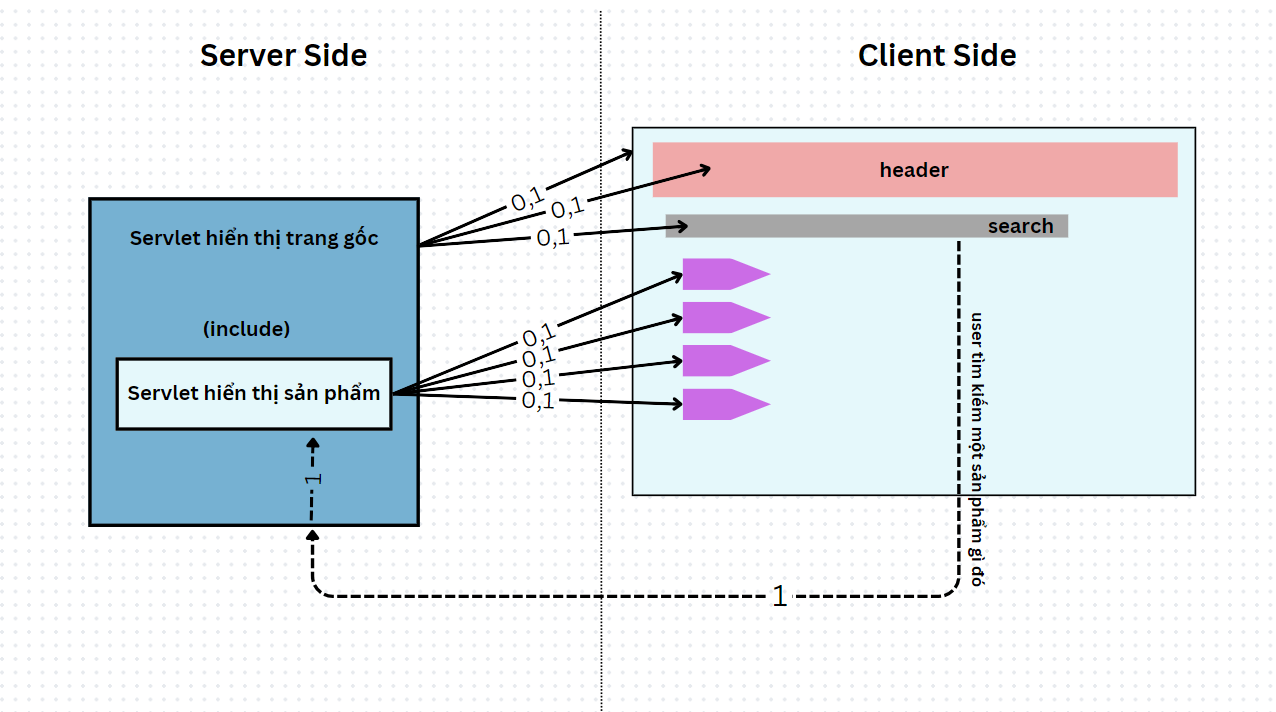 Server Side
Client Side
header
search
0,1
0,1
0,1
Servlet hiển thị trang gốc
(include)
Servlet hiển thị sản phẩm
0,1
0,1
0,1
0,1
1
user tìm kiếm một sản phẩm gì đó
1